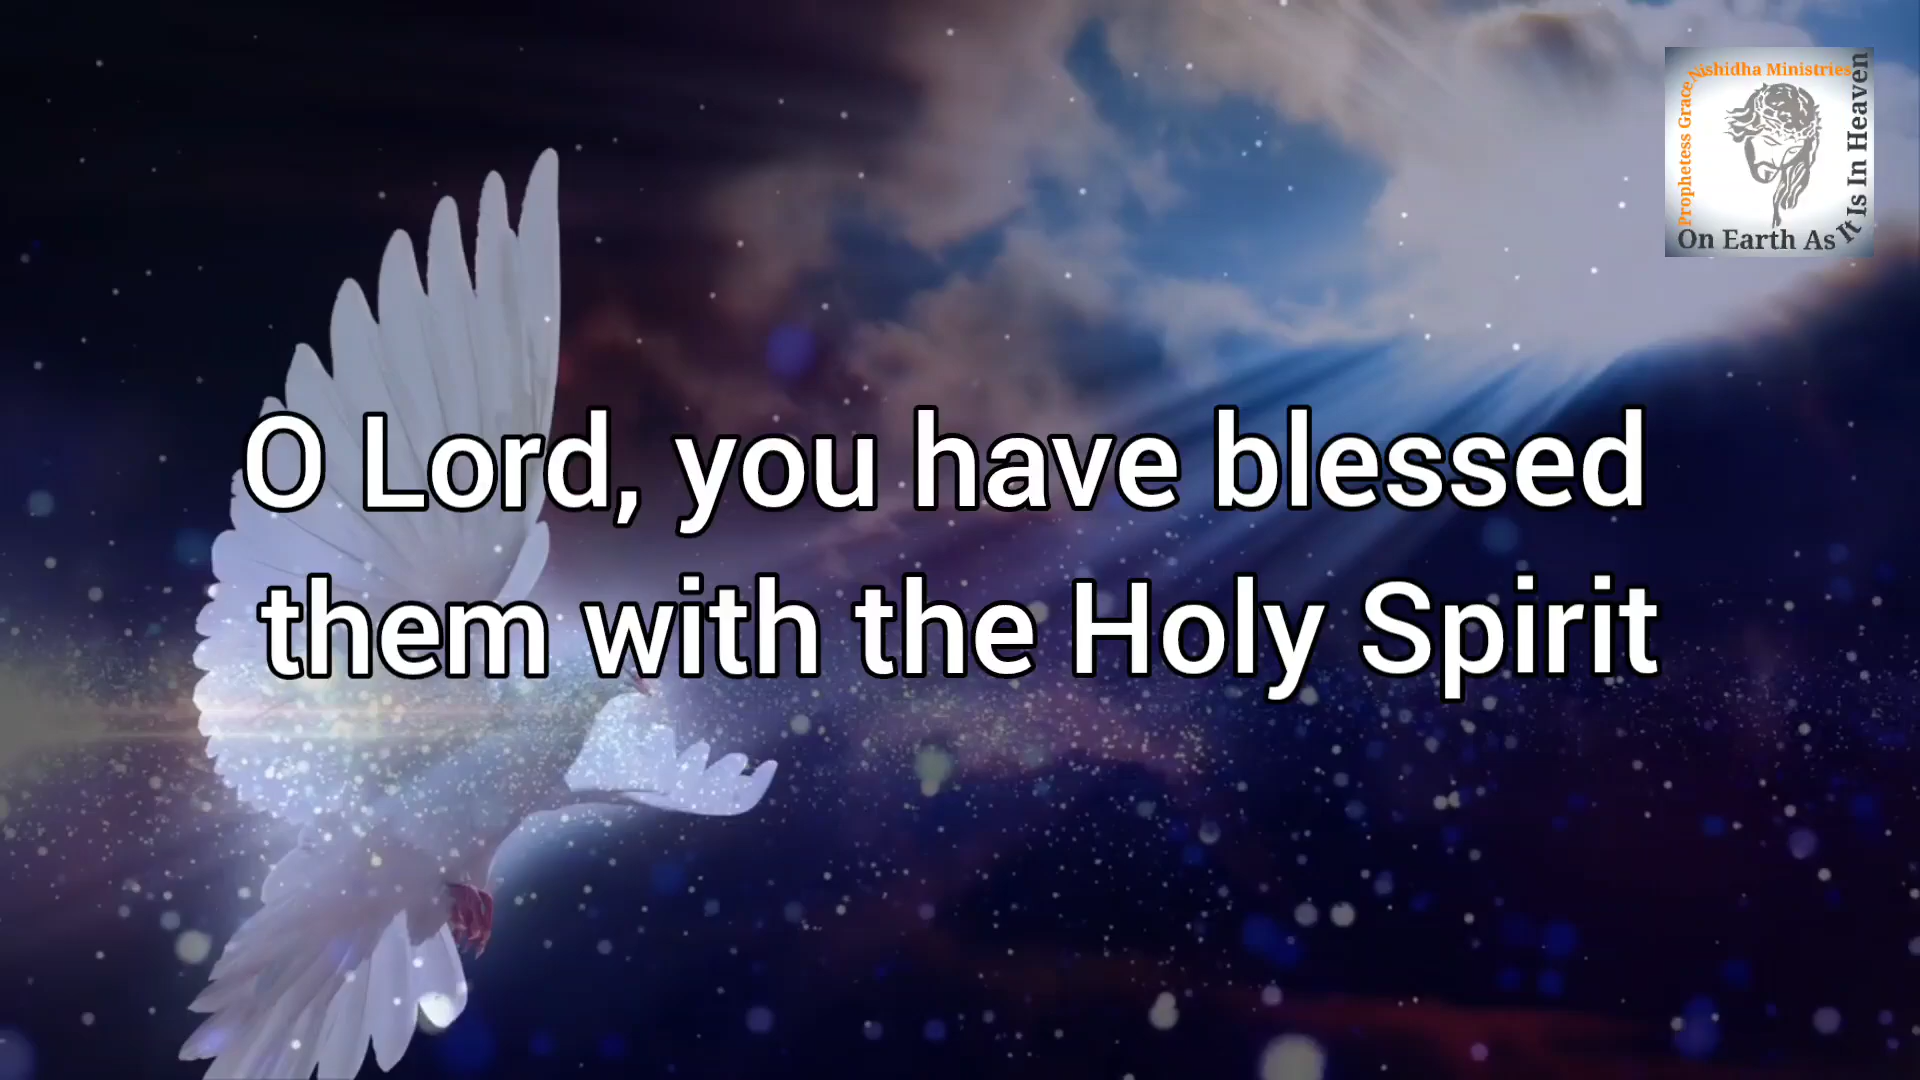 Prophetess Grace Nishidha Ministries
On Earth As It Is In Heaven
O Lord, you have blessed
them with the Holy Spirit